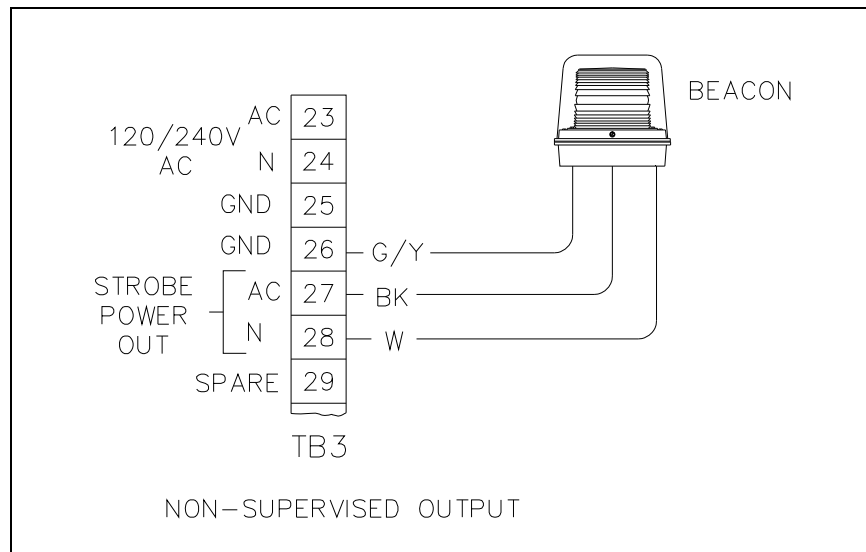 BEACON
120/240V
AC
AC 23
N 24
GND 25
GND 26 G/Y
STROBE
POWER
OUT
AC 27 BK
N 28 W
SPARE 29
TB3
NON-SUPERVISED OUTPUT